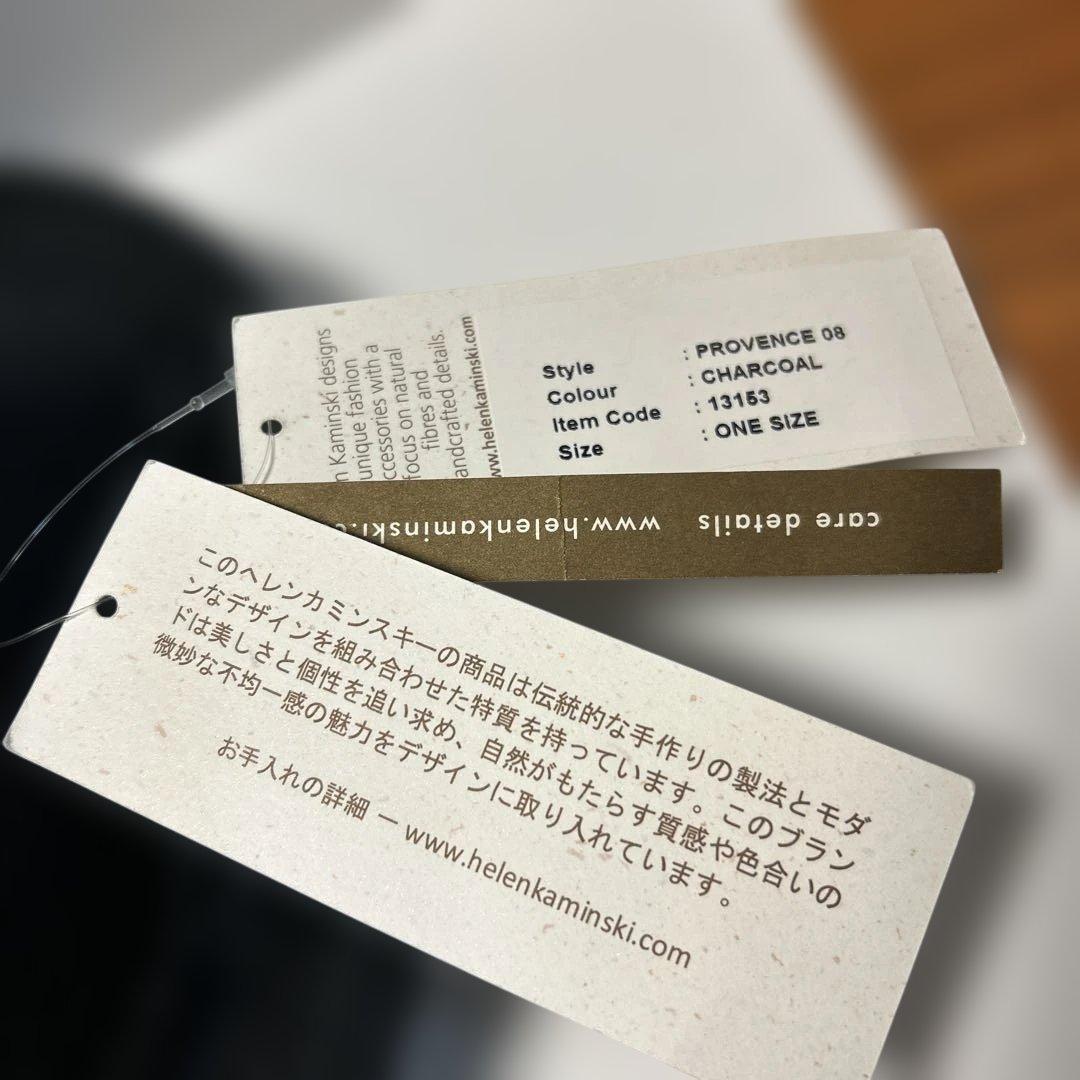 Kaminski designs
unique fashion
with a
focus on natural
fibres and
details.
helenkaminski.com
Style : PROVENCE 08
Colour : CHARCOAL
Item Code : 13153
Size : ONE SIZE
care details www.helenkaminski.
このヘレンカミンスキーの商品は伝統的な手作りの製法とモダ
ンなデザインを組み合わせた特質を持っています。このブラン
ドは美しさと個性を追い求め、自然がもたらす質感や色合いの
微妙な不均一感の魅力をデザインに取り入れています。
お手入れの詳細 — www.helenkaminski.com